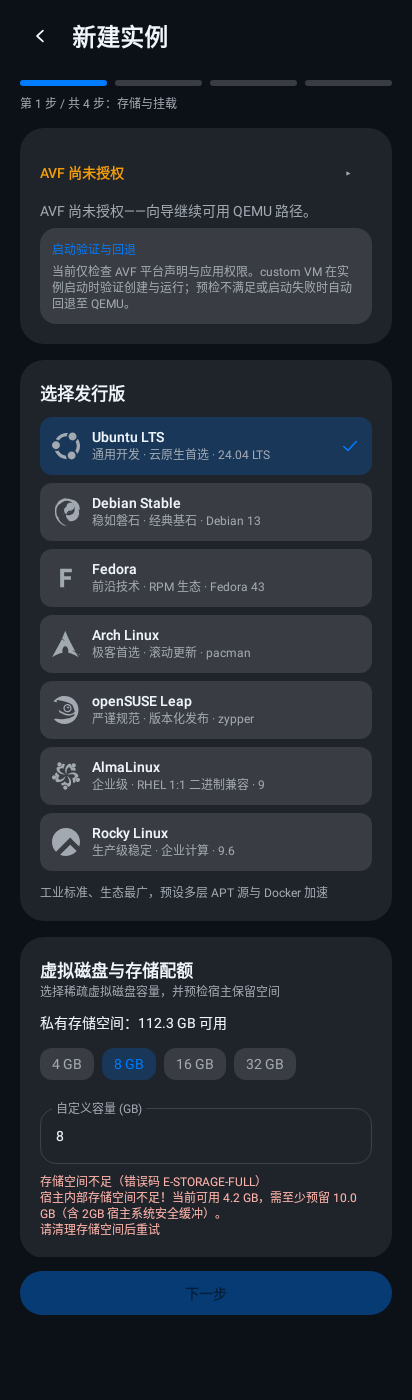 新建实例
第 1 步 / 共 4 步：存储与挂载
AVF 尚未授权
AVF 尚未授权——向导继续可用 QEMU 路径。
启动验证与回退
当前仅检查 AVF 平台声明与应用权限。custom VM 在实
例启动时验证创建与运行；预检不满足或启动失败时自动
回退至 QEMU。
选择发行版
Ubuntu LTS
通用开发 · 云原生首选 · 24.04 LTS
Debian Stable
稳如磐石 · 经典基石 · Debian 13
Fedora
前沿技术 · RPM 生态 · Fedora 43
Arch Linux
极客首选 · 滚动更新 · pacman
openSUSE Leap
严谨规范 · 版本化发布 · zypper
AlmaLinux
企业级 · RHEL 1:1 二进制兼容 · 9
Rocky Linux
生产级稳定 · 企业计算 · 9.6
工业标准、生态最广，预设多层 APT 源与 Docker 加速
虚拟磁盘与存储配额
选择稀疏虚拟磁盘容量，并预检宿主保留空间
私有存储空间：112.3 GB 可用
4 GB
8 GB
16 GB
32 GB
自定义容量 (GB)
8
存储空间不足（错误码 E-STORAGE-FULL）
宿主内部存储空间不足！当前可用 4.2 GB，需至少预留 10.0
GB（含 2GB 宿主系统安全缓冲）。
请清理存储空间后重试
下一步